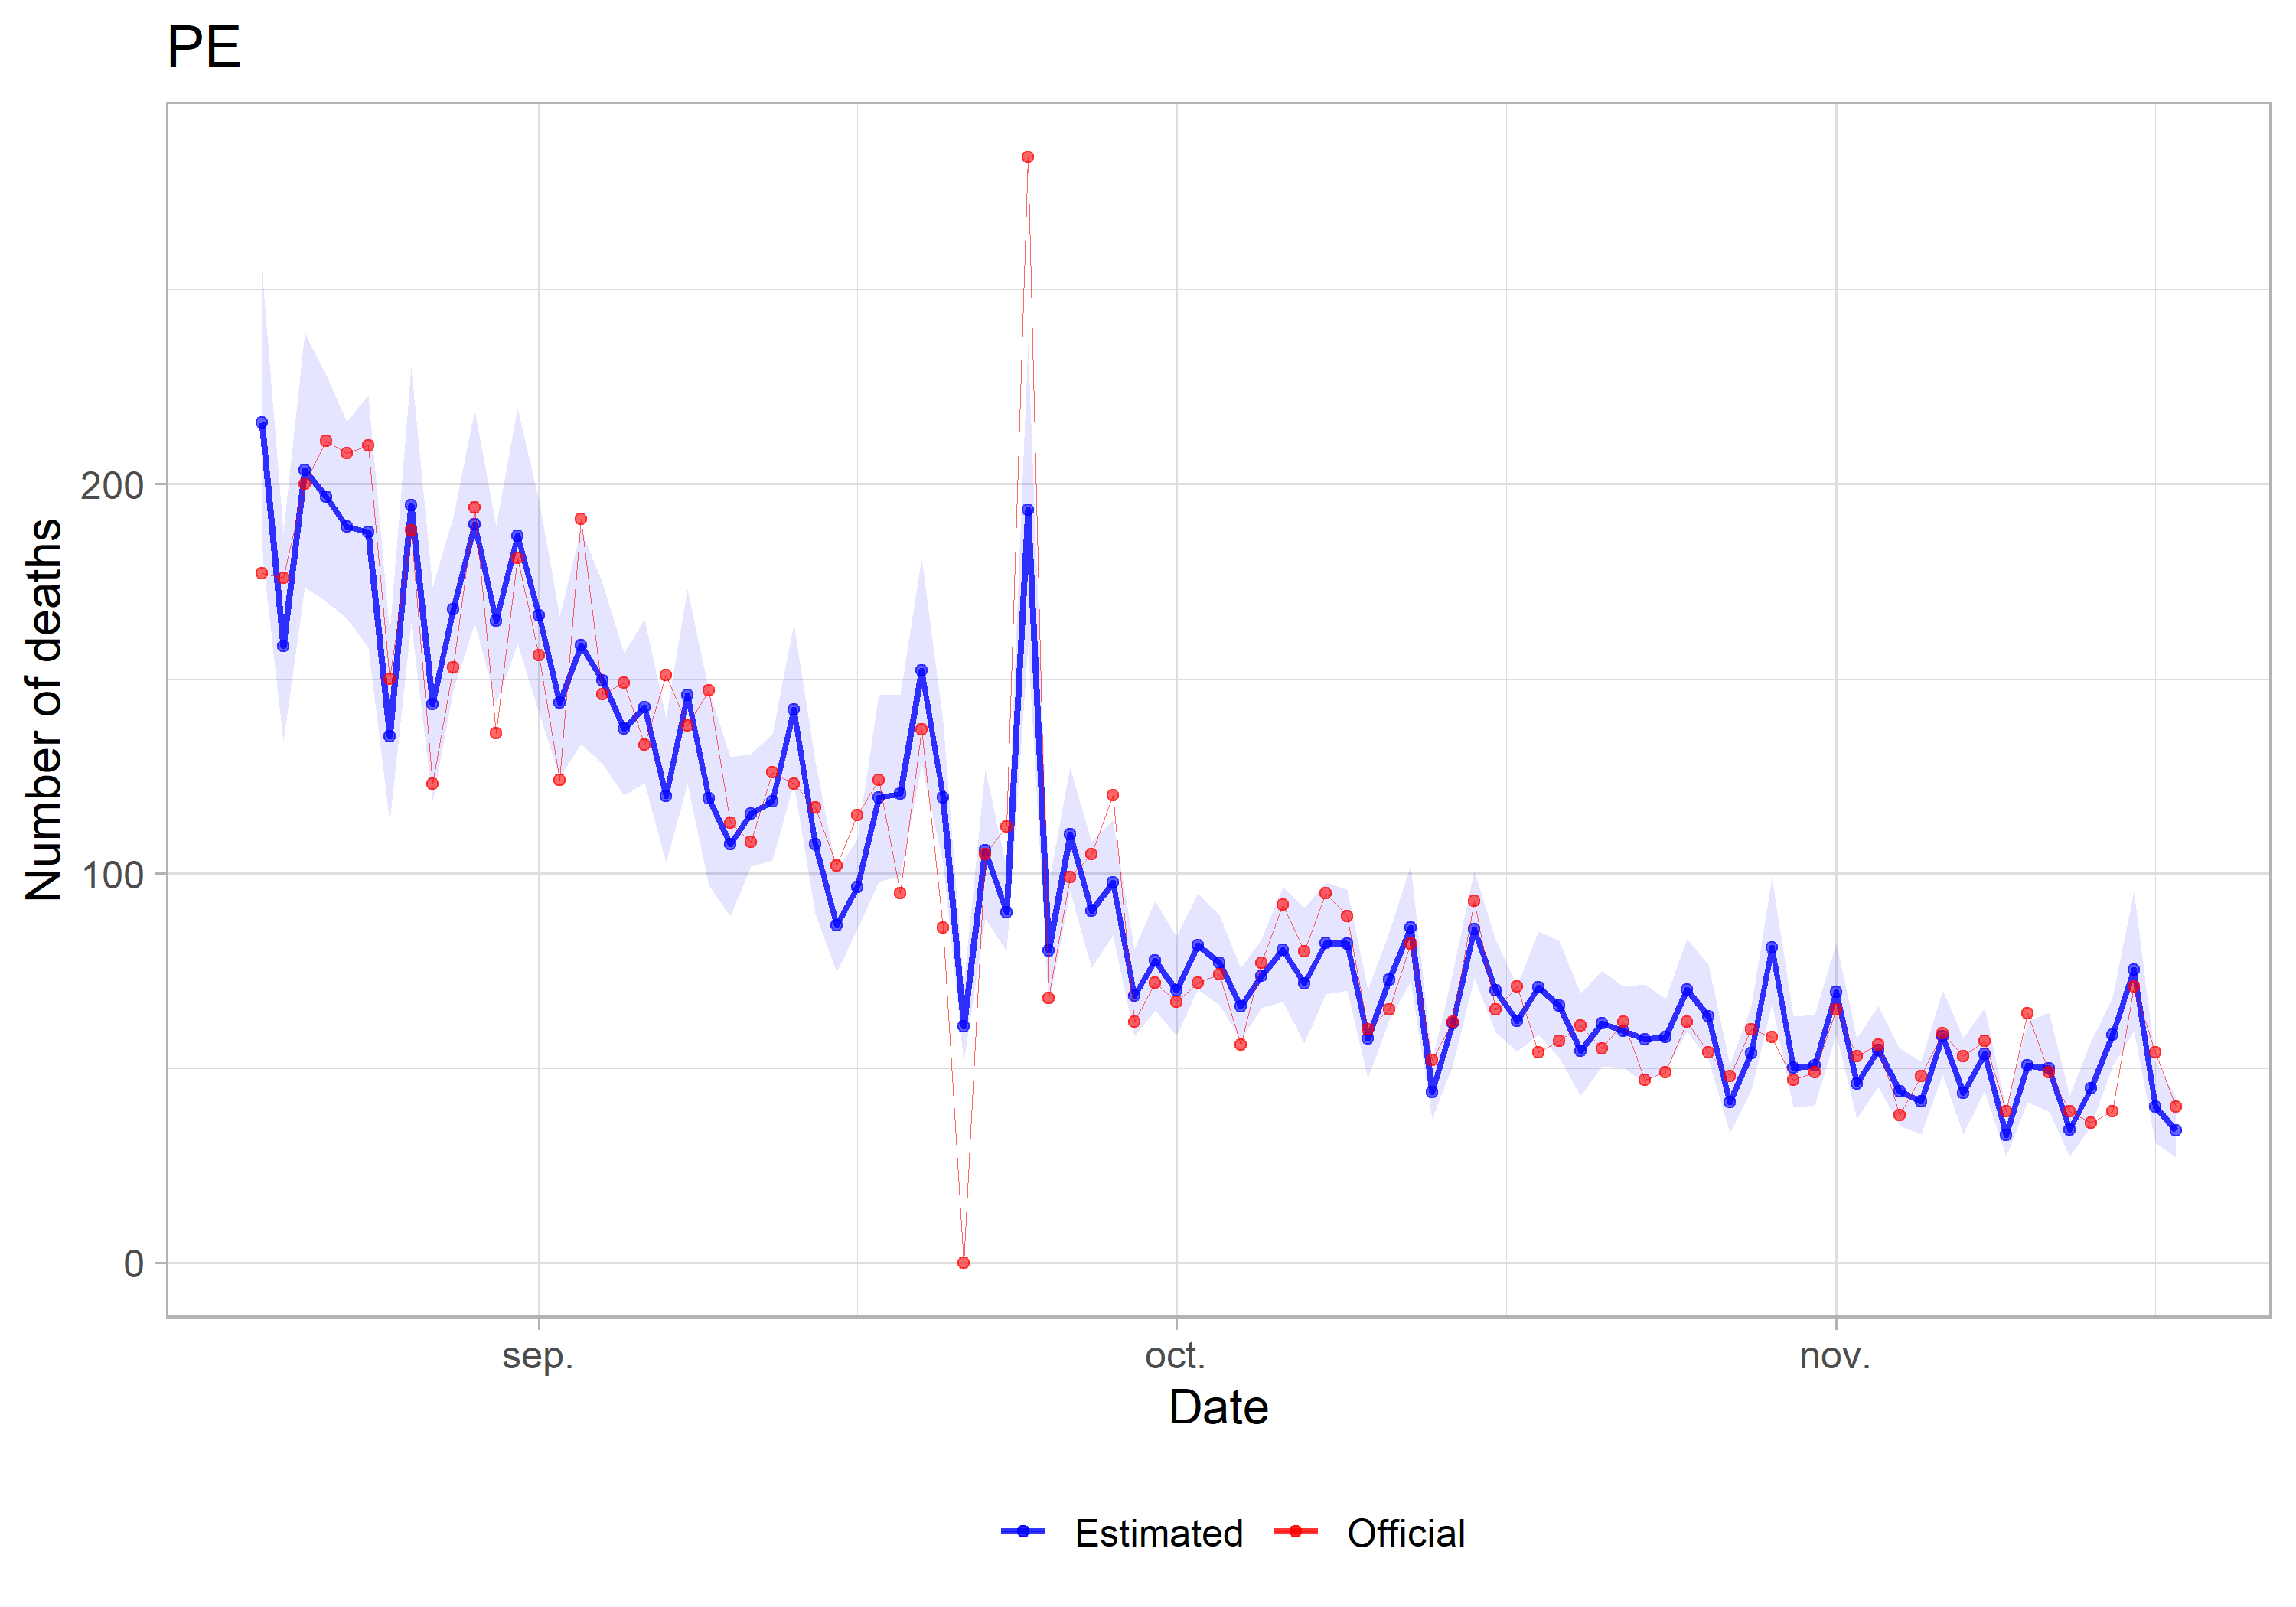 PE
Number of deaths
200
100
0
sep.
oct.
nov.
Date
Estimated
Official